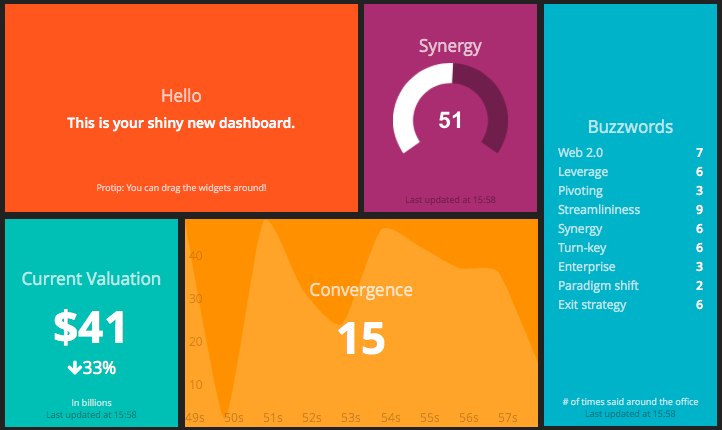 Hello
This is your shiny new dashboard.
Protip: You can drag the widgets around!
Synergy
51
Last updated at 15:58
Buzzwords
Web 2.0 7
Leverage 6
Pivoting 3
Streamlininess 9
Synergy 6
Turn-key 6
Enterprise 3
Paradigm shift 2
Exit strategy 6
# of times said around the office
Last updated at 15:58
Current Valuation
$41
33%
In billions
Last updated at 15:58
Convergence
15
40
30
20
10
49s 50s 51s 52s 53s 54s 55s 56s 57s